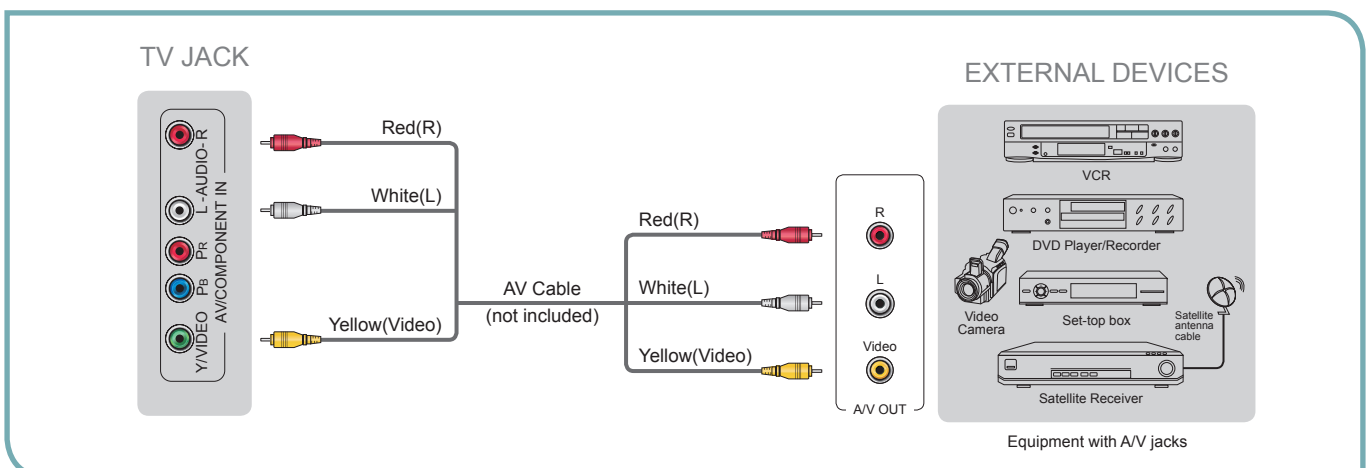 TV JACK
R
L -AUDIO-
PR
PB
Y/VIDEO
AV/COMPONENT IN
Red(R)
White(L)
Yellow(Video)
AV Cable
(not included)
Red(R)
White(L)
Yellow(Video)
R
L
Video
A/V OUT
EXTERNAL DEVICES
VCR
DVD Player/Recorder
Video
Camera
Set-top box
Satellite
antenna
cable
Satellite Receiver
Equipment with A/V jacks